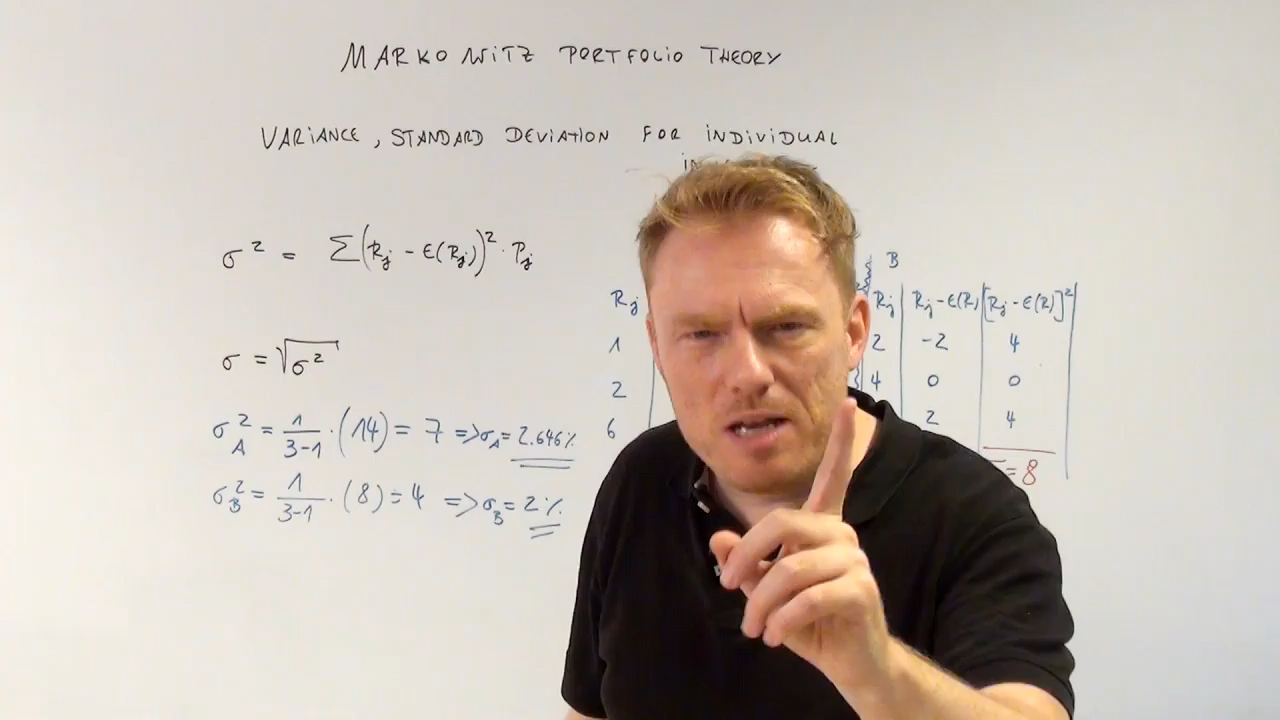 MARKOWITZ PORTFOLIO THEORY
VARIANCE, STANDARD DEVIATION FOR INDIVIDUAL
σ² = Σ(Rj - E(Rj))² · Pj
σ = √σ²
σ²A = 1/(3-1) · (14) = 7 => σA = 2.646%
σ²B = 1/(3-1) · (8) = 4 => σB = 2%
B
Rj Rj Rj - E(R) [Rj - E(R)]²
1 2 -2 4
2 4 0 0
6 2 4
= 8